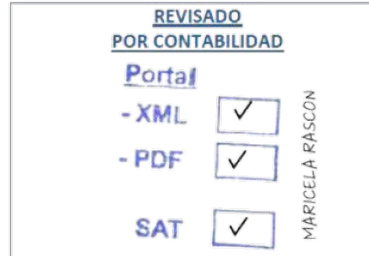 REVISADO
POR CONTABILIDAD
Portal
- XML ✓
- PDF ✓
SAT ✓
MARICELA RASCON